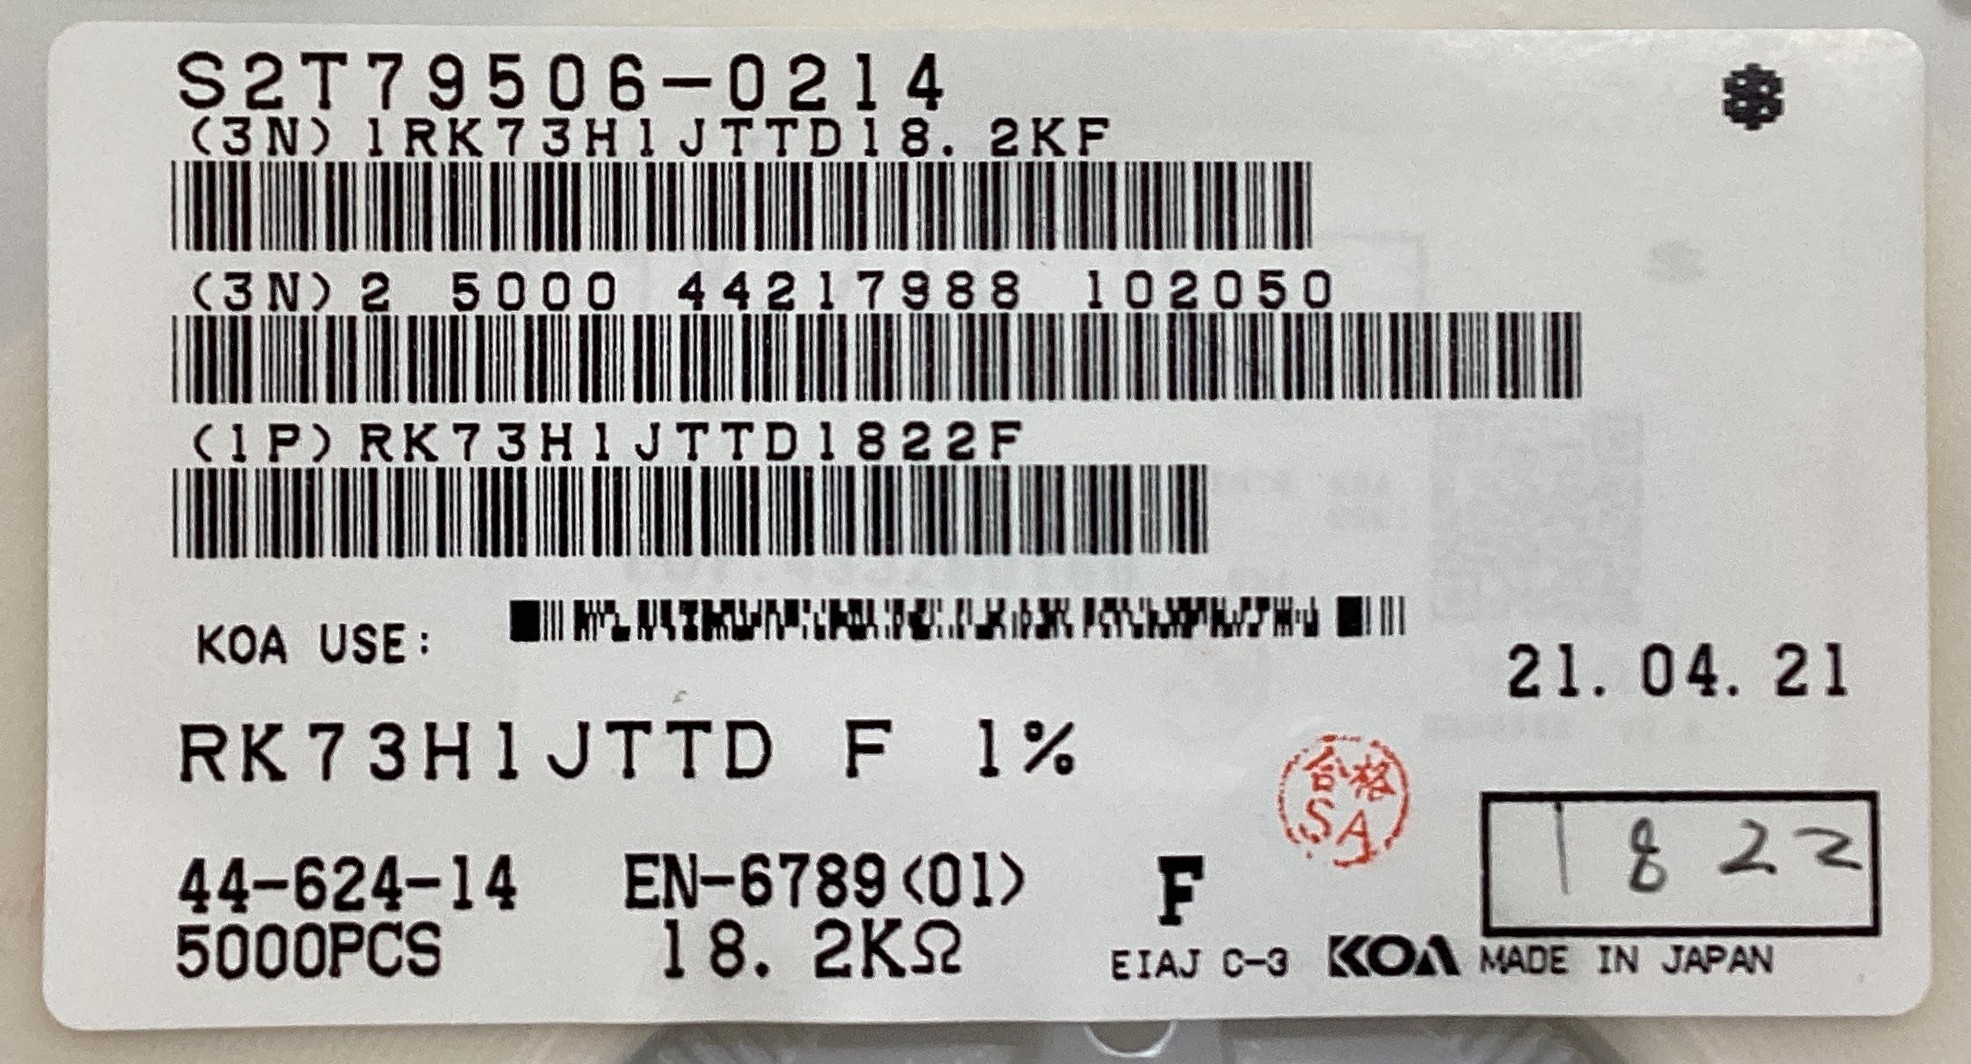 S2T79506-0214
(3N)1RK73H1JTTD18.2KF
(3N)2 5000 44217988 102050
(1P)RK73H1JTTD1822F
KOA USE:
21.04.21
RK73H1JTTD F 1%
合格
SA
1822
44-624-14 EN-6789(01) F
5000PCS 18.2KΩ EIAJ C-3 KOA MADE IN JAPAN